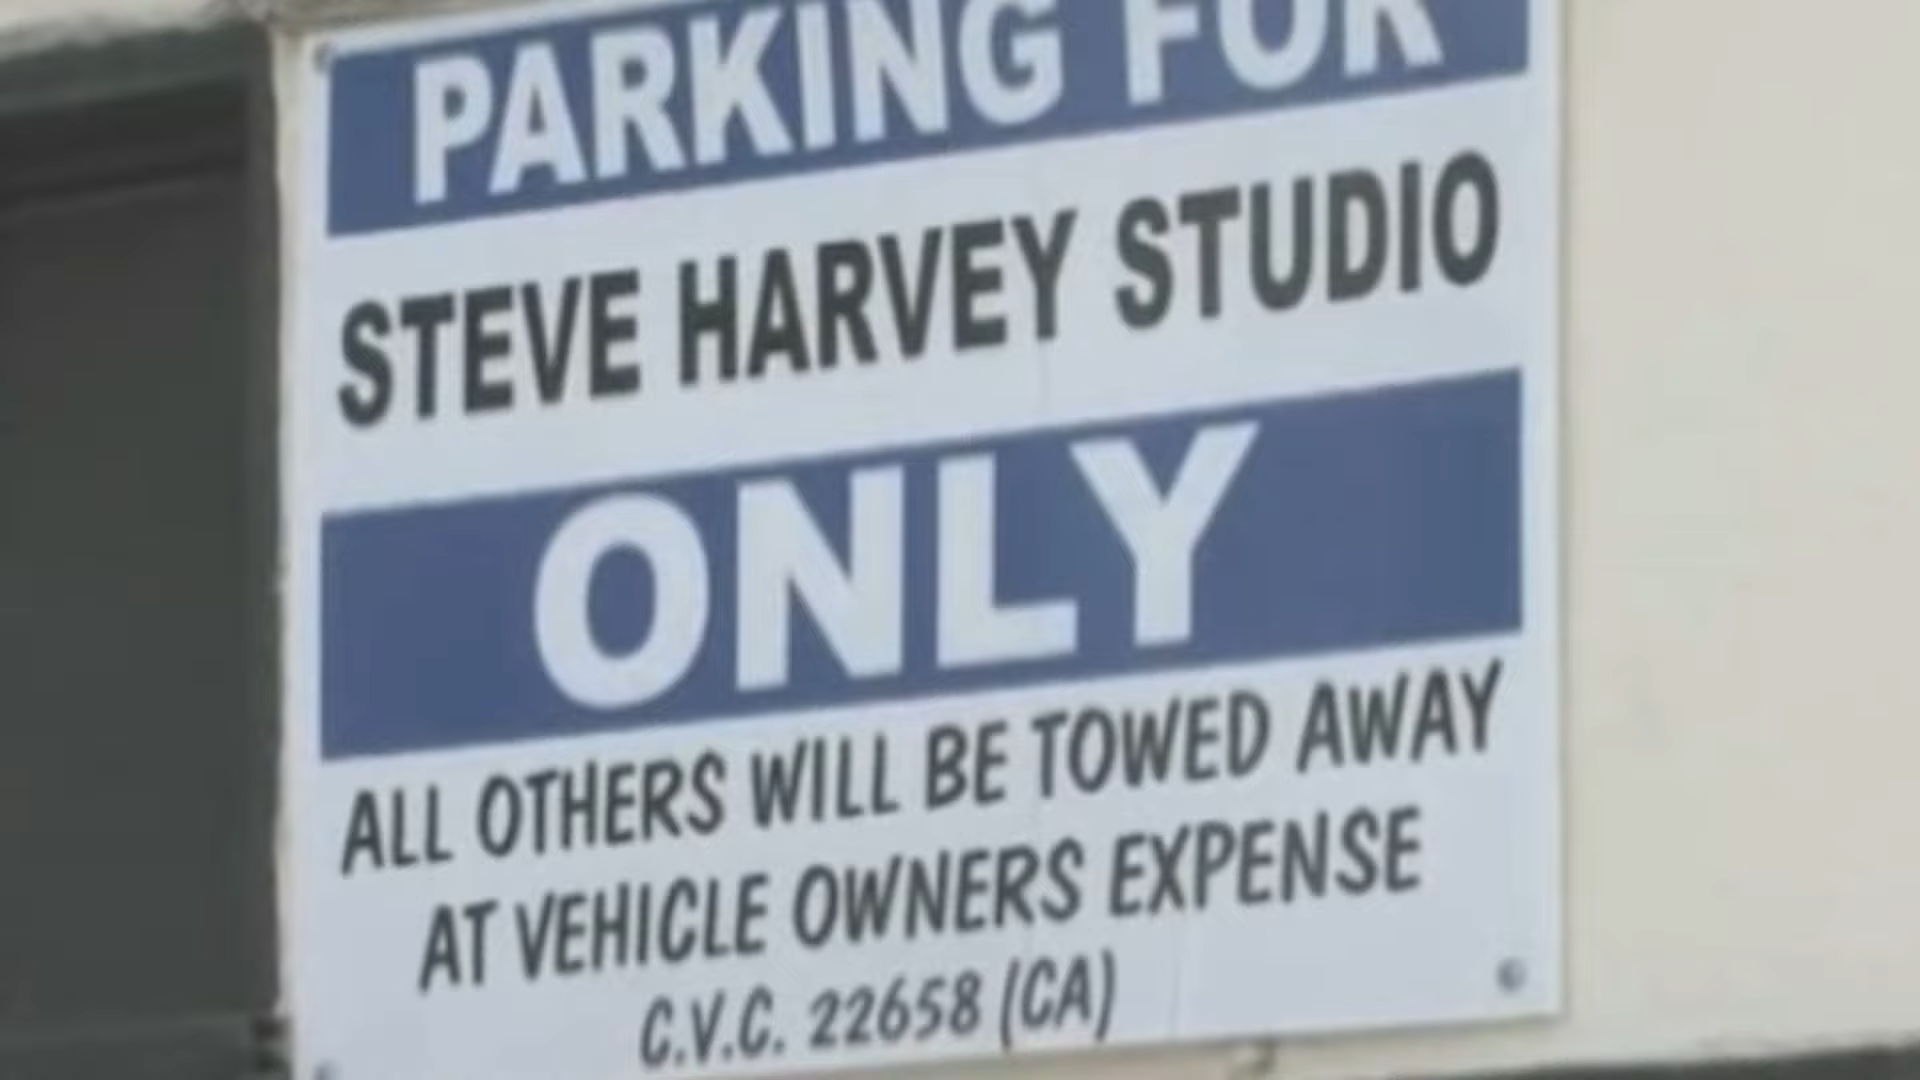 PARKING FOR
STEVE HARVEY STUDIO
ONLY
ALL OTHERS WILL BE TOWED AWAY
AT VEHICLE OWNERS EXPENSE
C.V.C. 22658 (CA)